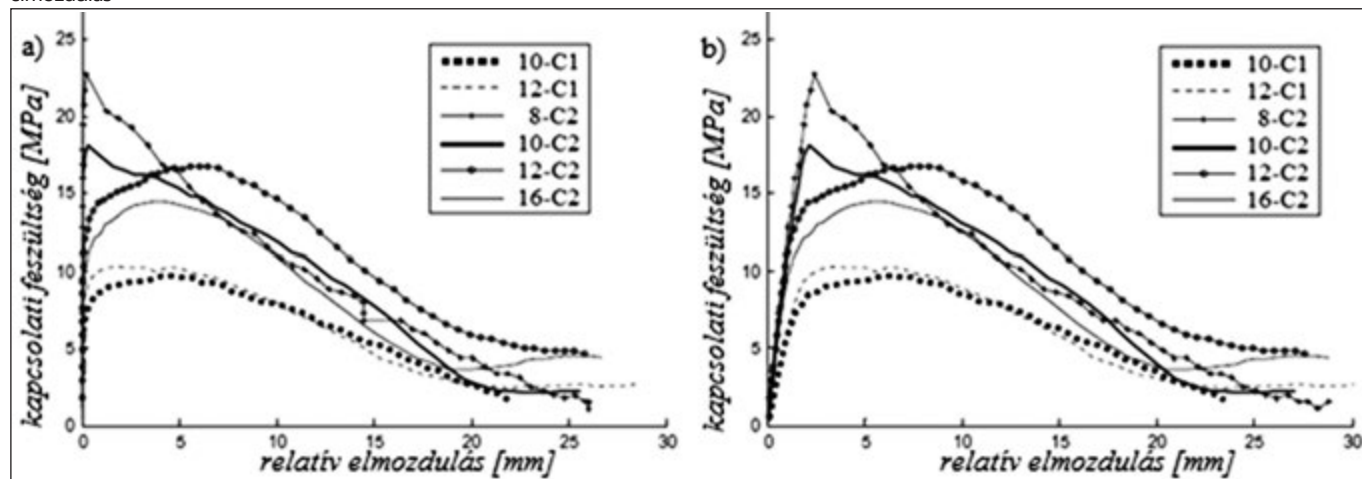 elmozdulás
a)
kapcsolati feszültség [MPa]
25
20
15
10
5
0
0 5 10 15 20 25 30
relatív elmozdulás [mm]
10-C1
12-C1
8-C2
10-C2
12-C2
16-C2
b)
kapcsolati feszültség [MPa]
25
20
15
10
5
0
0 5 10 15 20 25 30
relatív elmozdulás [mm]
10-C1
12-C1
8-C2
10-C2
12-C2
16-C2